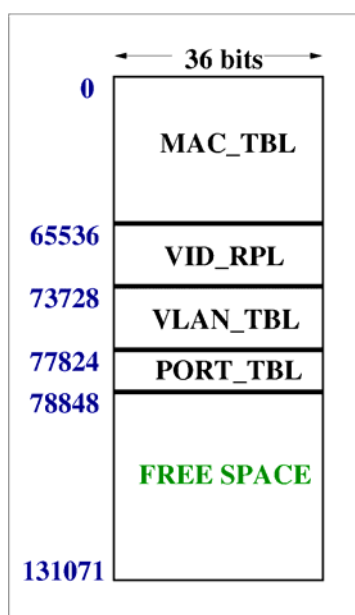 36 bits
0
MAC_TBL
65536
VID_RPL
73728
VLAN_TBL
77824
PORT_TBL
78848
FREE SPACE
131071